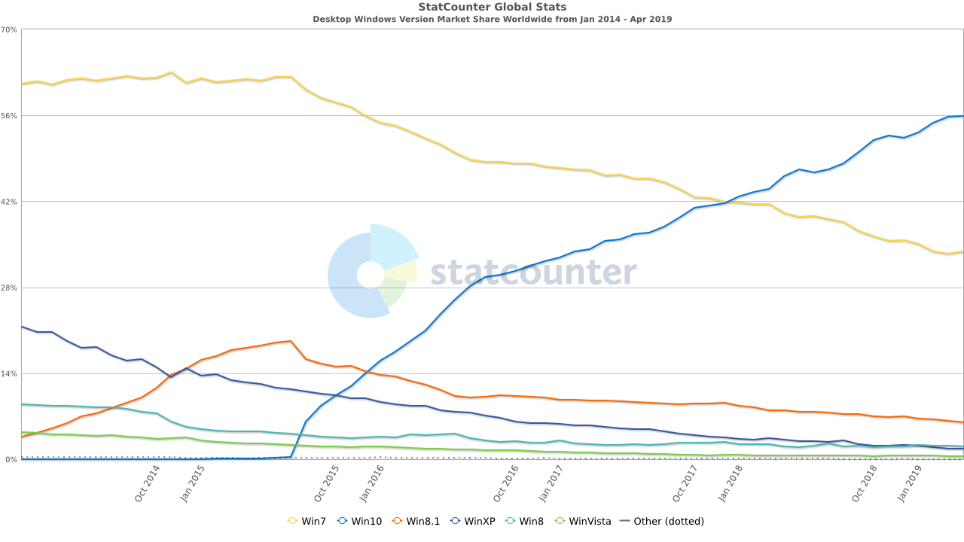 StatCounter Global Stats
Desktop Windows Version Market Share Worldwide from Jan 2014 - Apr 2019
70%
56%
42%
28%
14%
0%
statcounter
Oct 2014
Jan 2015
Oct 2015
Jan 2016
Oct 2016
Jan 2017
Oct 2017
Jan 2018
Oct 2018
Jan 2019
Win7 Win10 Win8.1 WinXP Win8 WinVista Other (dotted)